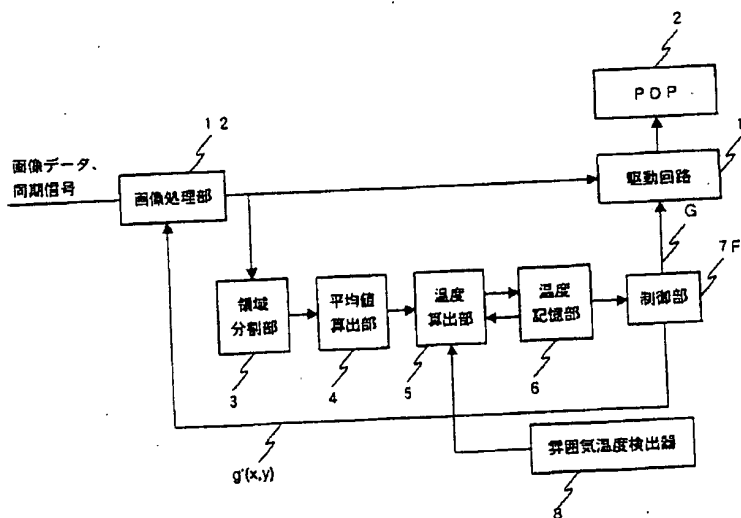 2
PDP
12
1
画像データ、
同期信号
画像処理部
駆動回路
G
7F
領域
分割部
平均値
算出部
温度
算出部
温度
記憶部
制御部
3
4
5
6
雰囲気温度検出器
g'(x,y)
8